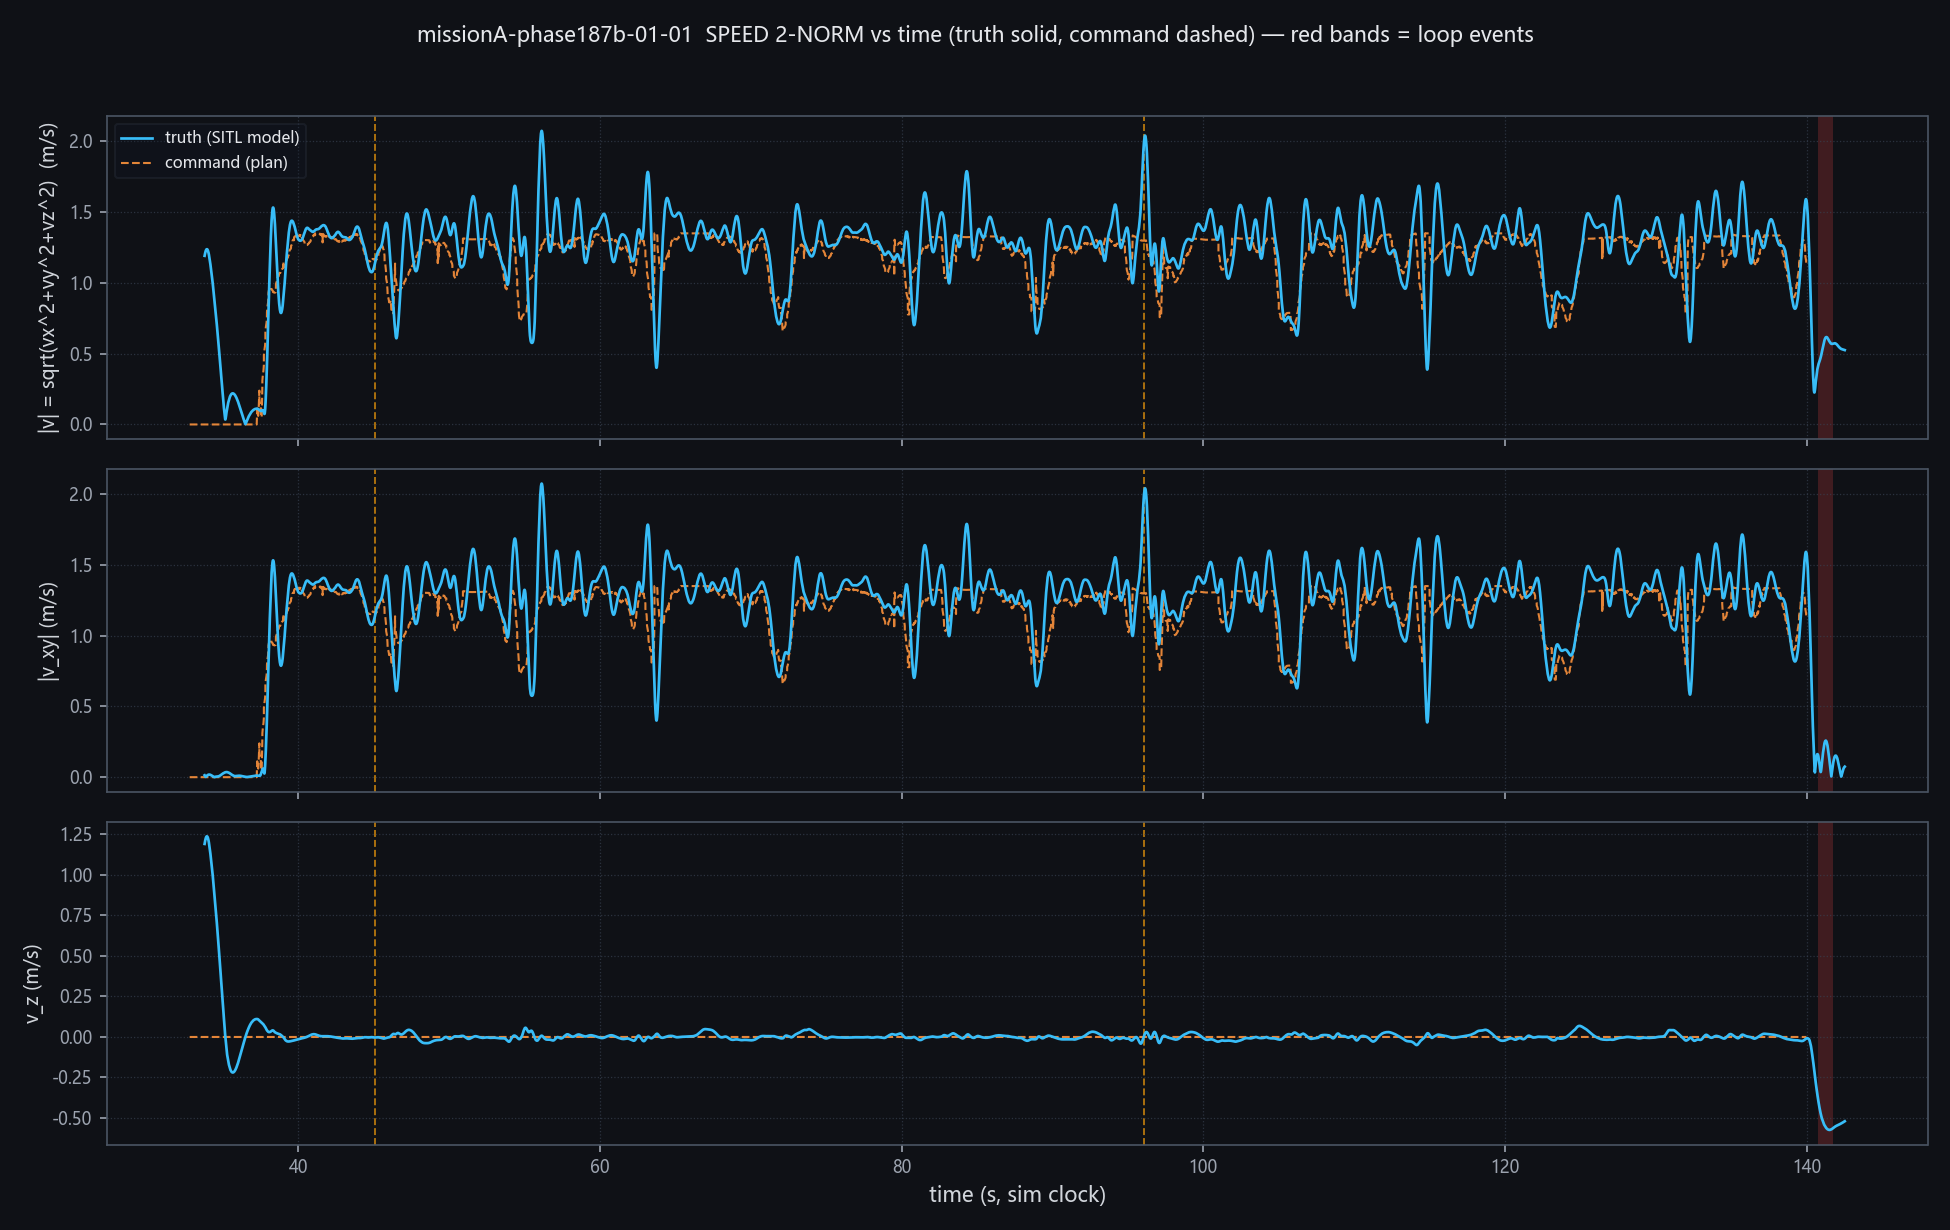 missionA-phase187b-01-01 SPEED 2-NORM vs time (truth solid, command dashed) — red bands = loop events
|v| = sqrt(vx^2+vy^2+vz^2) (m/s)
2.0
1.5
1.0
0.5
0.0
truth (SITL model)
command (plan)
|v_xy| (m/s)
2.0
1.5
1.0
0.5
0.0
v_z (m/s)
1.25
1.00
0.75
0.50
0.25
0.00
-0.25
-0.50
40 60 80 100 120 140
time (s, sim clock)